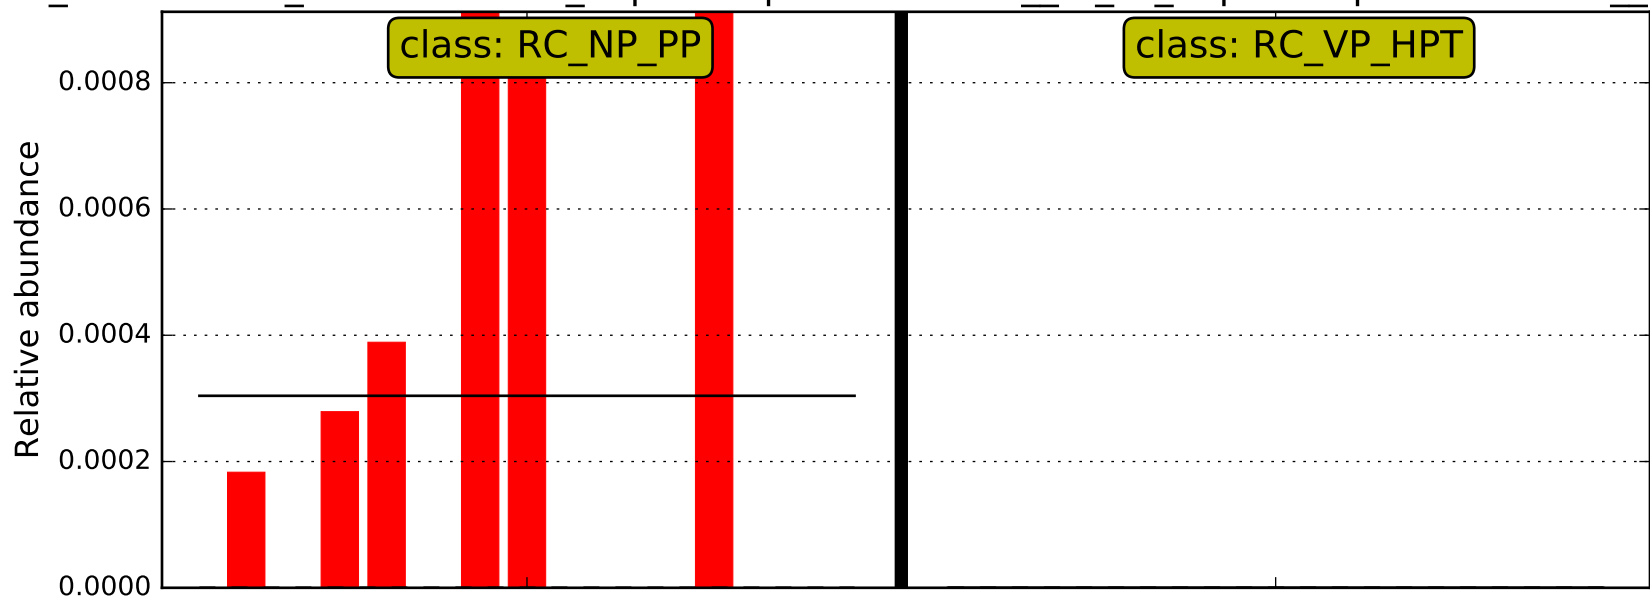 class: RC_NP_PP
class: RC_VP_HPT
0.0008
0.0006
0.0004
0.0002
0.0000
Relative abundance